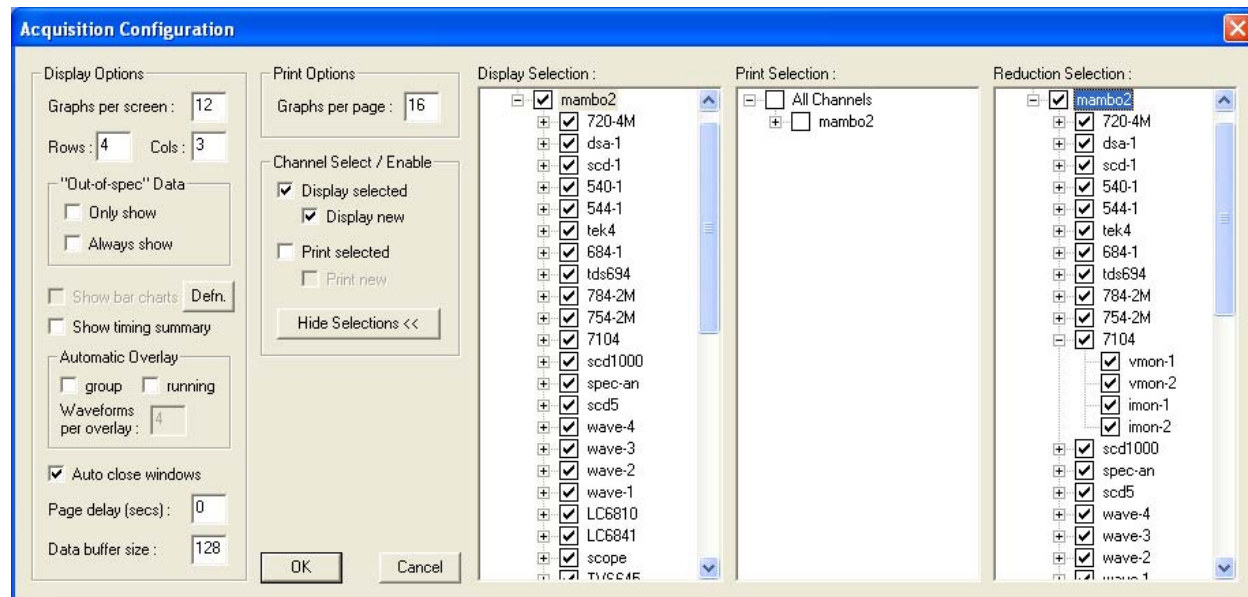 Acquisition Configuration
Display Options
Graphs per screen : 12
Rows : 4 Cols : 3
"Out-of-spec" Data
Only show
Always show
Show bar charts Defn.
Show timing summary
Automatic Overlay
group running
Waveforms
per overlay : 4
Auto close windows
Page delay (secs) : 0
Data buffer size : 128
Print Options
Graphs per page : 16
Channel Select / Enable
Display selected
Display new
Print selected
Print new
Hide Selections <<
OK Cancel
Display Selection :
mambo2
720-4M
dsa-1
scd-1
540-1
544-1
tek4
684-1
tds694
784-2M
754-2M
7104
scd1000
spec-an
scd5
wave-4
wave-3
wave-2
wave-1
LC6810
LC6841
scope
TVS645
Print Selection :
All Channels
mambo2
Reduction Selection :
mambo2
720-4M
dsa-1
scd-1
540-1
544-1
tek4
684-1
tds694
784-2M
754-2M
7104
vmon-1
vmon-2
imon-1
imon-2
scd1000
spec-an
scd5
wave-4
wave-3
wave-2
wave-1